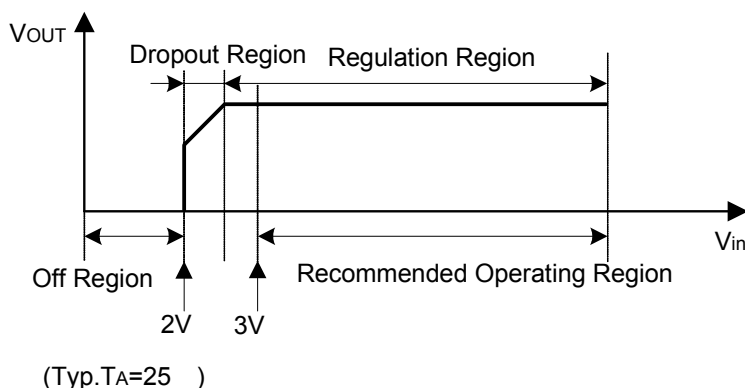 VOUT
Dropout Region
Regulation Region
Vin
Off Region
Recommended Operating Region
2V
3V
(Typ.TA=25 )